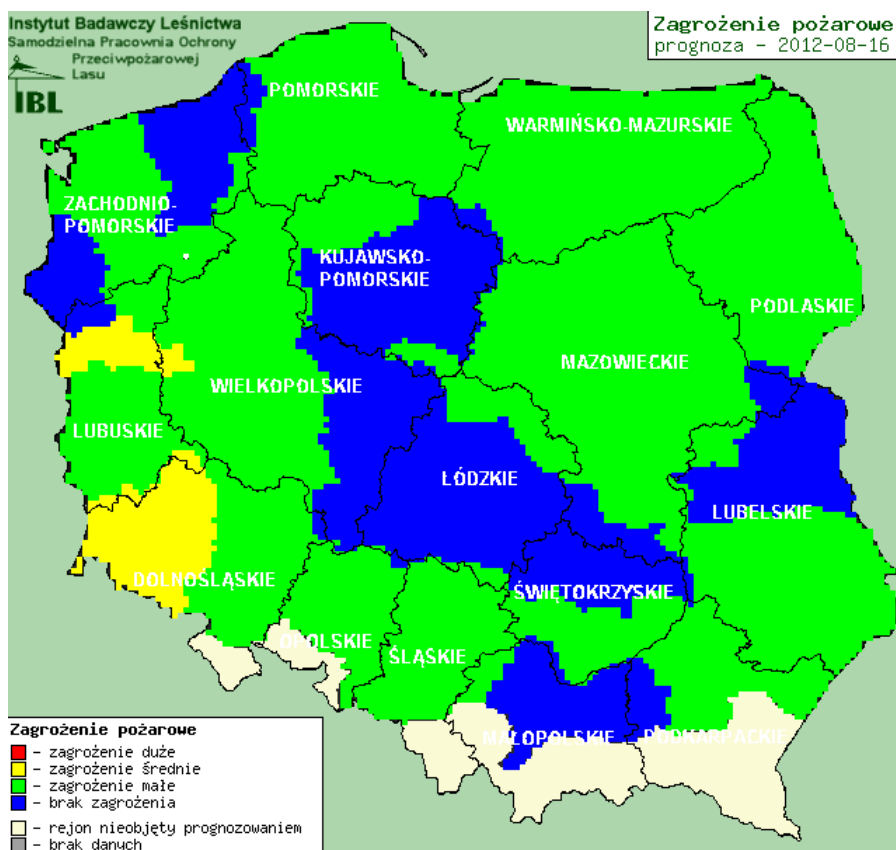 Instytut Badawczy Leśnictwa
Samodzielna Pracownia Ochrony
Przeciwpożarowej
Lasu
IBL
Zagrożenie pożarowe
prognoza - 2012-08-16
POMORSKIE
WARMIŃSKO-MAZURSKIE
ZACHODNIO-
POMORSKIE
KUJAWSKO-
POMORSKIE
PODLASKIE
MAZOWIECKIE
WIELKOPOLSKIE
LUBUSKIE
ŁÓDZKIE
LUBELSKIE
DOLNOŚLĄSKIE
ŚWIĘTOKRZYSKIE
OPOLSKIE
ŚLĄSKIE
MAŁOPOLSKIE
PODKARPACKIE
Zagrożenie pożarowe
- zagrożenie duże
- zagrożenie średnie
- zagrożenie małe
- brak zagrożenia
- rejon nieobjęty prognozowaniem
- brak danych